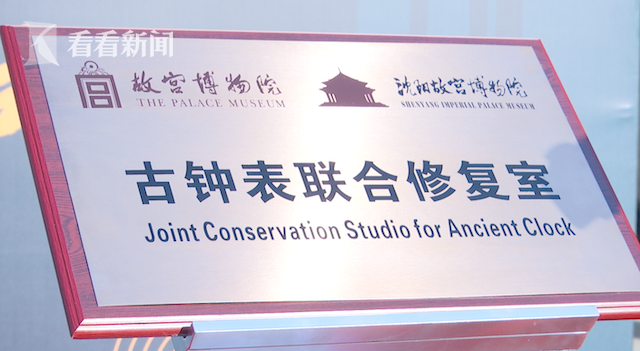 看看新闻
故宫博物院 沈阳故宫博物院
THE PALACE MUSEUM SHENYANG IMPERIAL PALACE MUSEUM
古钟表联合修复室
Joint Conservation Studio for Ancient Clock